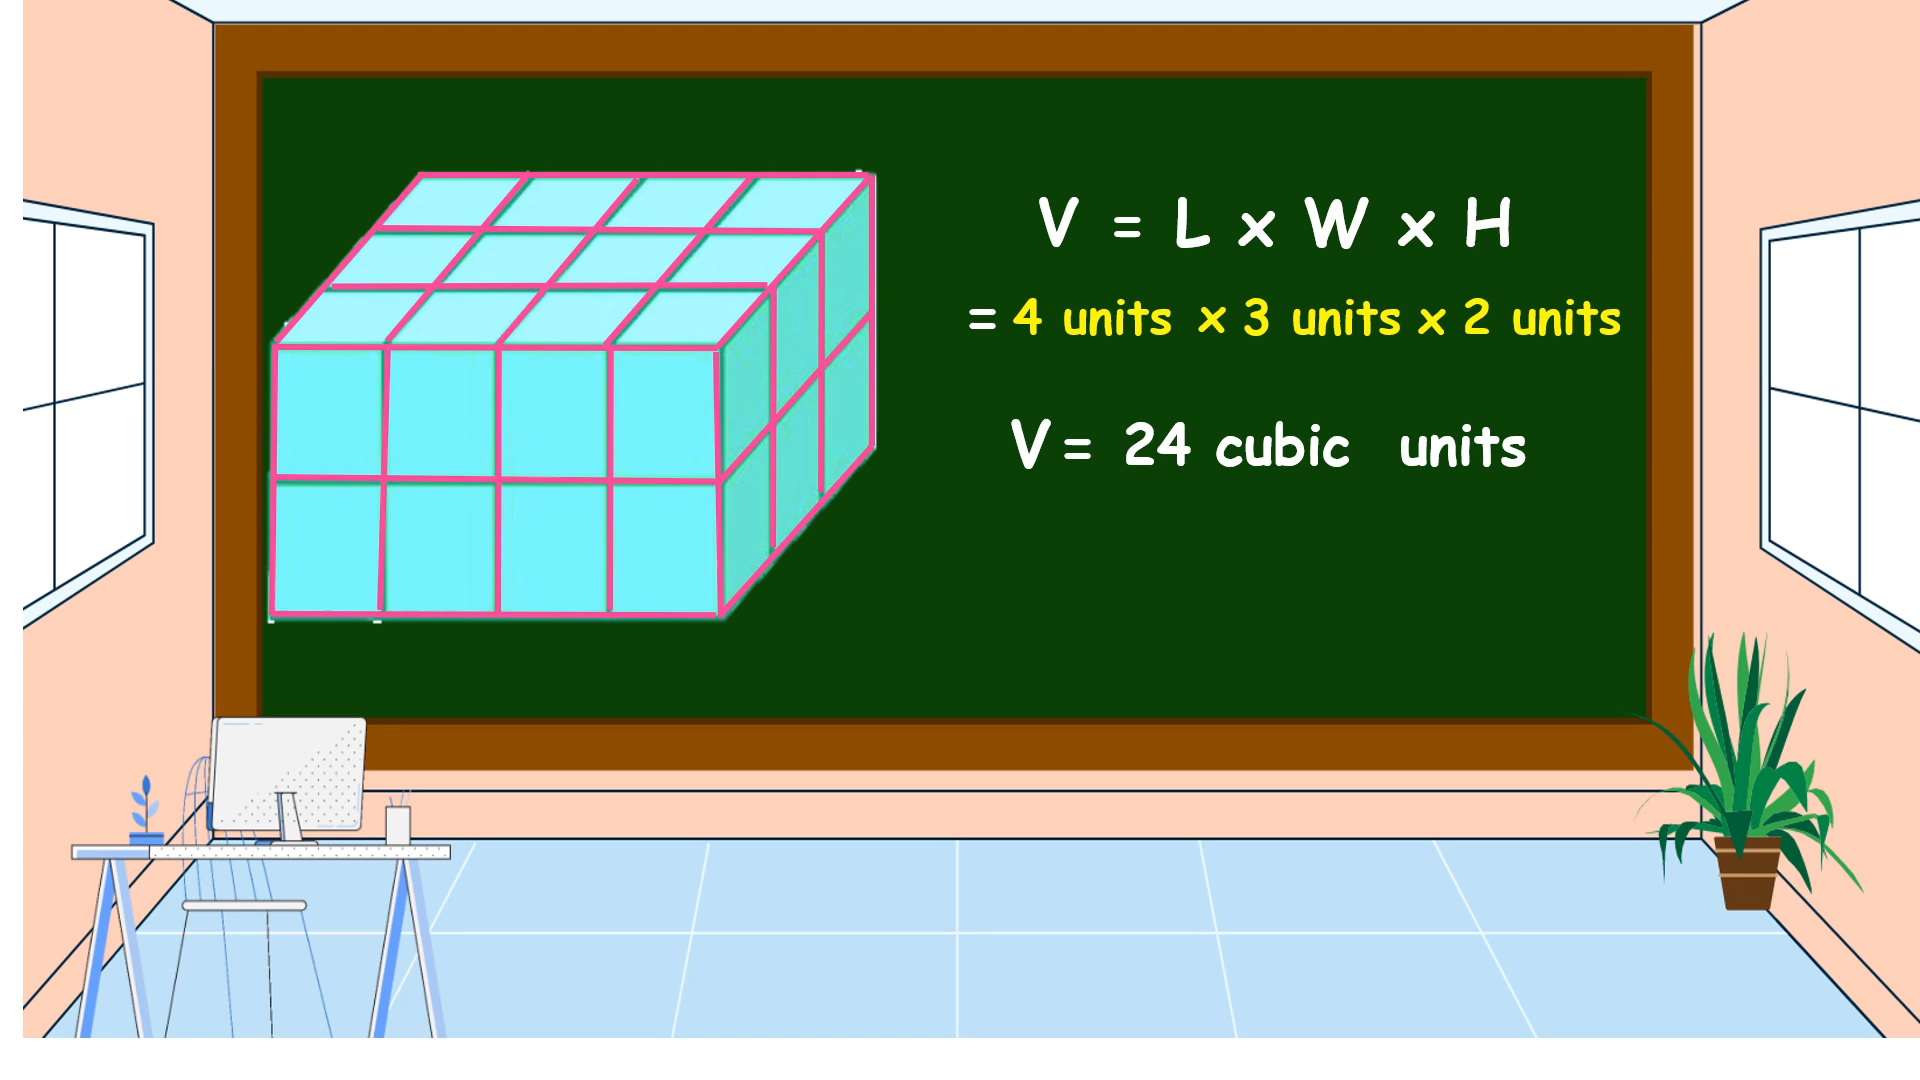 V = L x W x H
= 4 units x 3 units x 2 units
V = 24 cubic units